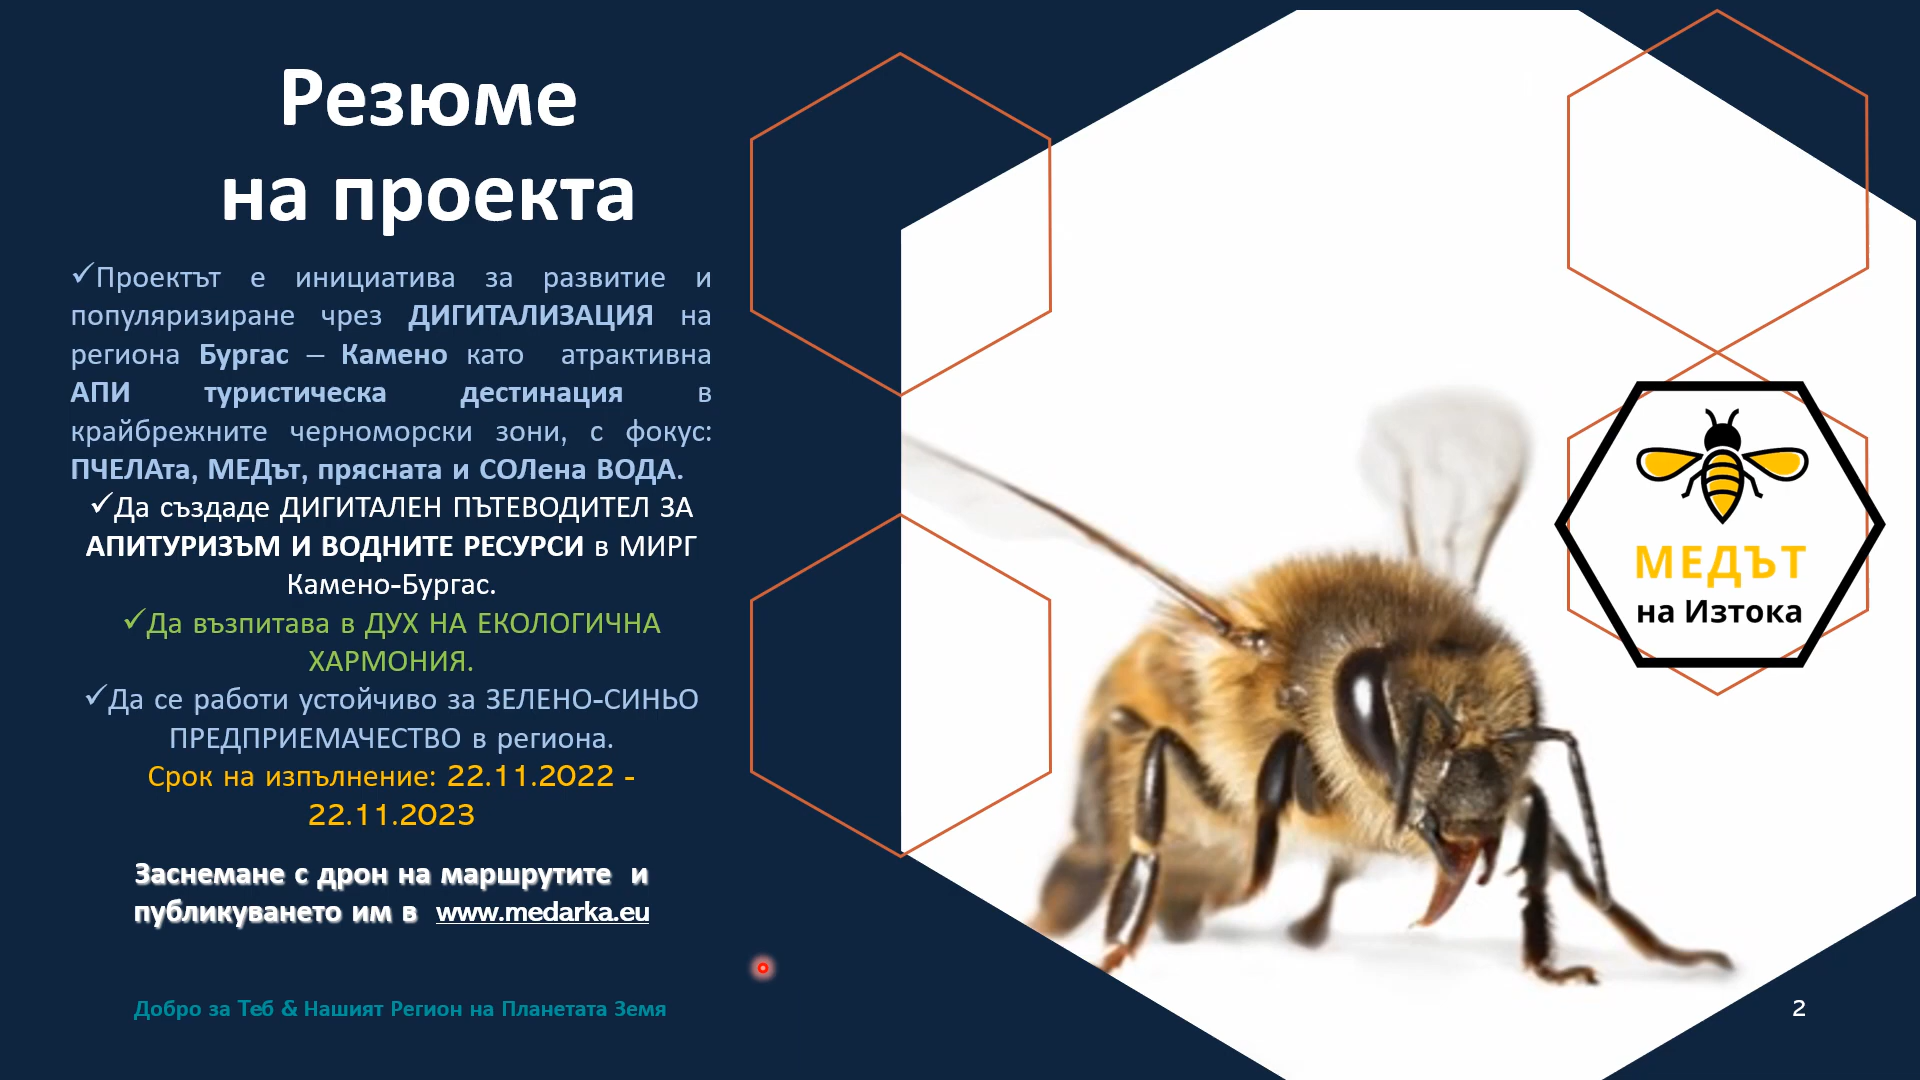 Резюме
на проекта
✓Проектът е инициатива за развитие и
популяризиране чрез ДИГИТАЛИЗАЦИЯ на
региона Бургас – Камено като атрактивна
АПИ туристическа дестинация в
крайбрежните черноморски зони, с фокус:
ПЧЕЛАта, МЕДът, прясната и СОЛена ВОДА.
✓Да създаде ДИГИТАЛЕН ПЪТЕВОДИТЕЛ ЗА
АПИТУРИЗЪМ И ВОДНИТЕ РЕСУРСИ в МИРГ
Камено-Бургас.
✓Да възпитава в ДУХ НА ЕКОЛОГИЧНА
ХАРМОНИЯ.
✓Да се работи устойчиво за ЗЕЛЕНО-СИНЬО
ПРЕДПРИЕМАЧЕСТВО в региона.
Срок на изпълнение: 22.11.2022 -
22.11.2023
Заснемане с дрон на маршрутите и
публикуването им в www.medarka.eu
Добро за Теб & Нашият Регион на Планетата Земя
МЕДЪТ
на Изтока
2